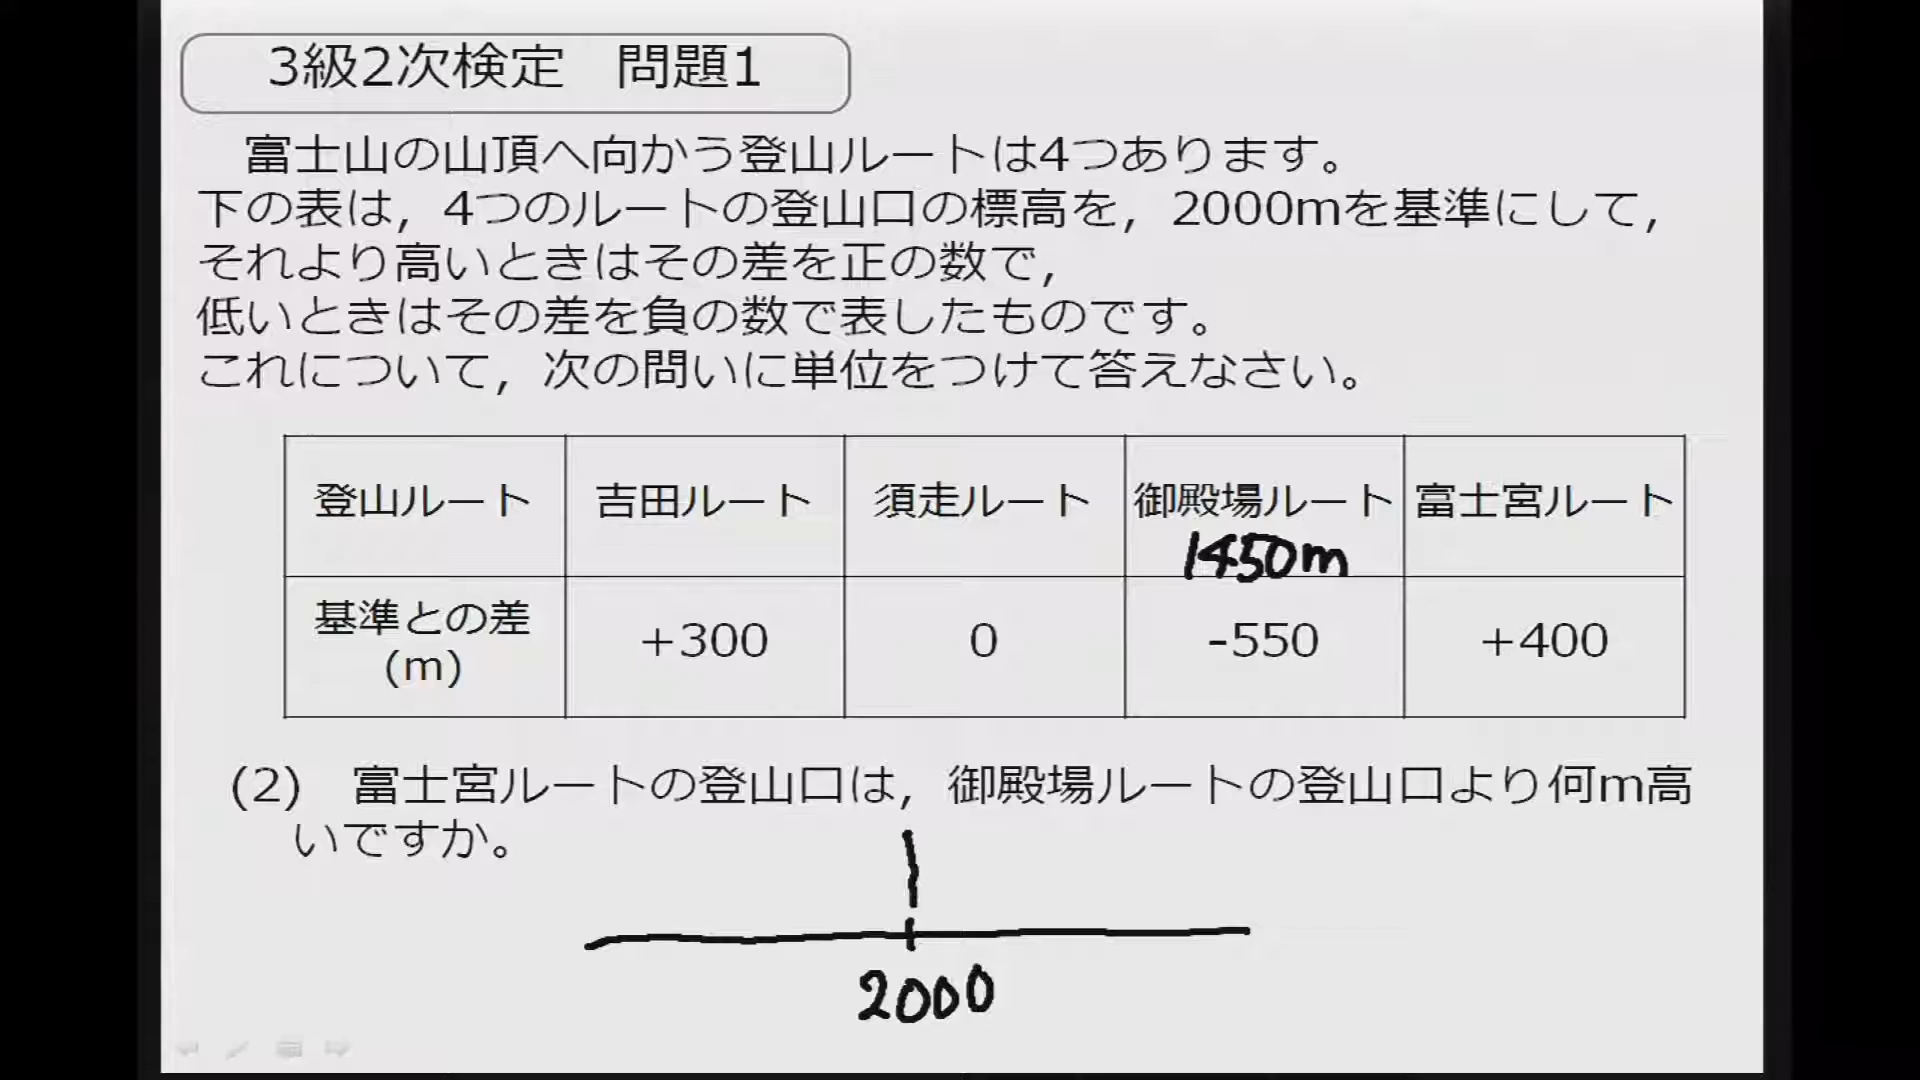 3級2次検定 問題1
富士山の山頂へ向かう登山ルートは4つあります。
下の表は，4つのルートの登山口の標高を，2000mを基準にして，
それより高いときはその差を正の数で，
低いときはその差を負の数で表したものです。
これについて，次の問いに単位をつけて答えなさい。
登山ルート 吉田ルート 須走ルート 御殿場ルート 富士宮ルート
1450m
基準との差
(m) +300 0 -550 +400
(2) 富士宮ルートの登山口は，御殿場ルートの登山口より何m高
いですか。
2000